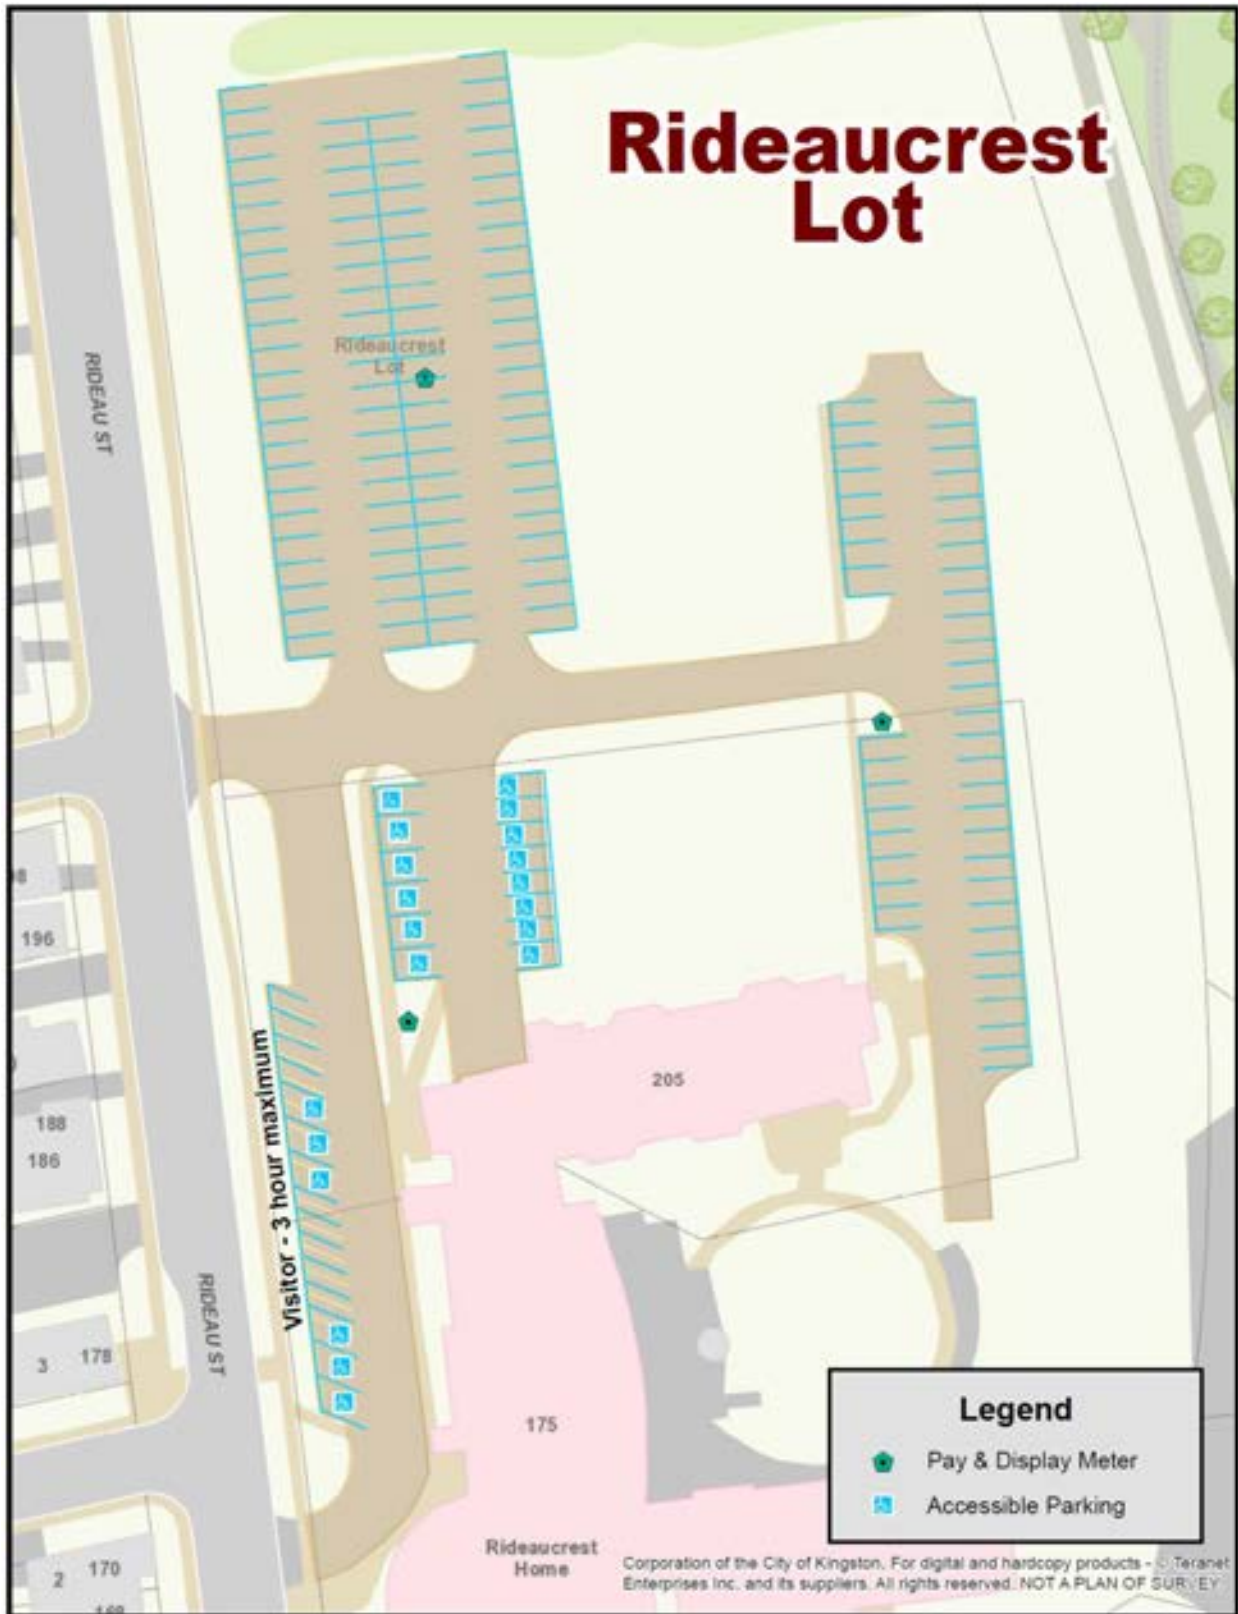 Rideaucrest
Lot
Rideaucrest
Lot
RIDEAU ST
196
188
186
Visitor - 3 hour maximum
205
RIDEAU ST
3
178
175
Legend
Pay & Display Meter
Accessible Parking
Rideaucrest
Home
170
2
Corporation of the City of Kingston. For digital and hardcopy products - © Teranet
Enterprises Inc. and its suppliers. All rights reserved. NOT A PLAN OF SURVEY